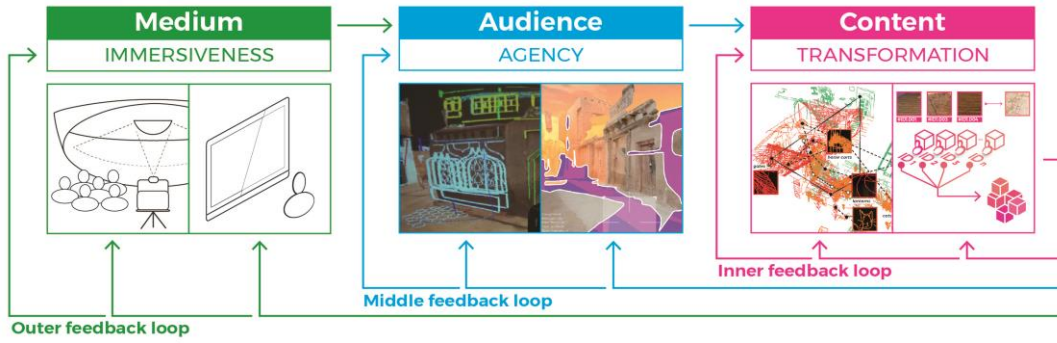 Medium
IMMERSIVENESS
Audience
AGENCY
Content
TRANSFORMATION
Inner feedback loop
Middle feedback loop
Outer feedback loop